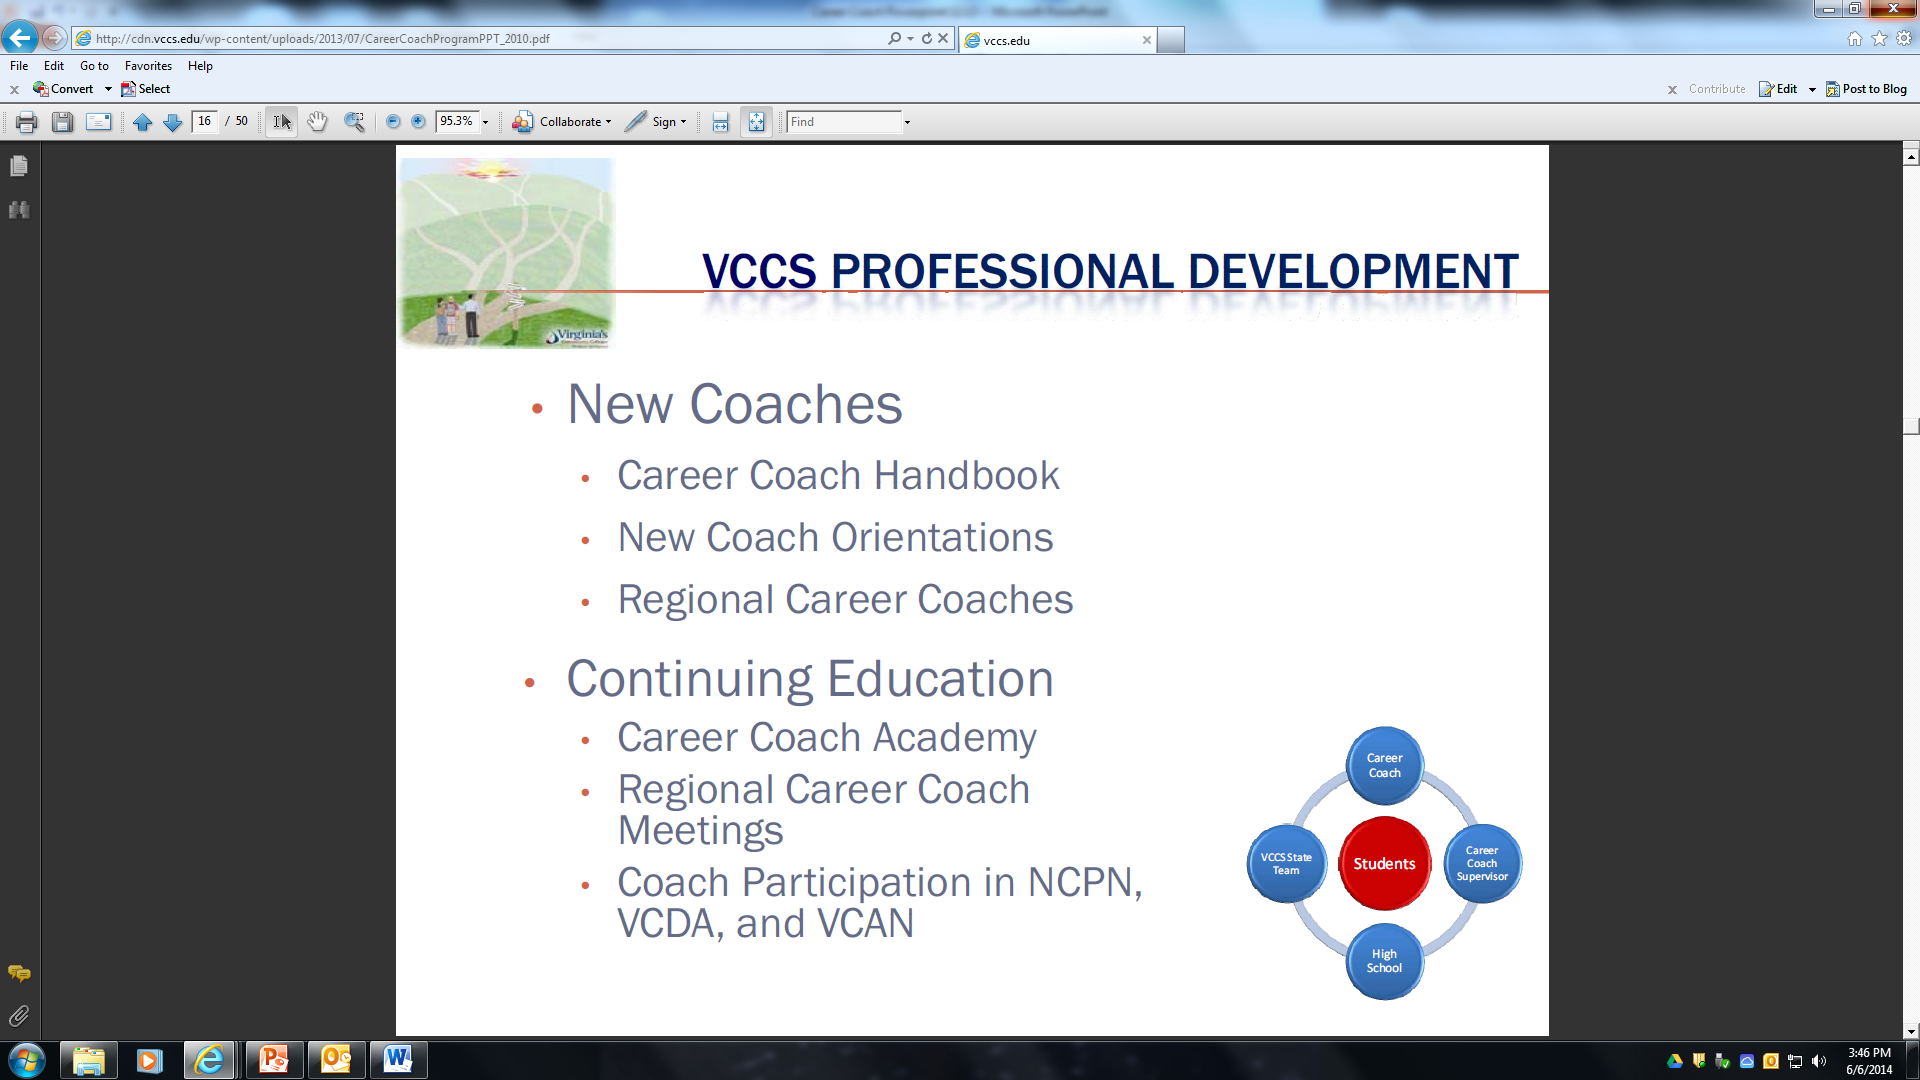 http://cdn.vccs.edu/wp-content/uploads/2013/07/CareerCoachProgramPPT_2010.pdf
vccs.edu
File Edit Go to Favorites Help
x Convert Select
x Contribute Edit Post to Blog
16 / 50 95.3% Collaborate Sign Find
Virginia's
VCCS PROFESSIONAL DEVELOPMENT
• New Coaches
• Career Coach Handbook
• New Coach Orientations
• Regional Career Coaches
• Continuing Education
• Career Coach Academy
• Regional Career Coach
Meetings
• Coach Participation in NCPN,
VCDA, and VCAN
Career
Coach
VCCS State
Team
Students
Career
Coach
Supervisor
High
School
3:46 PM
6/6/2014